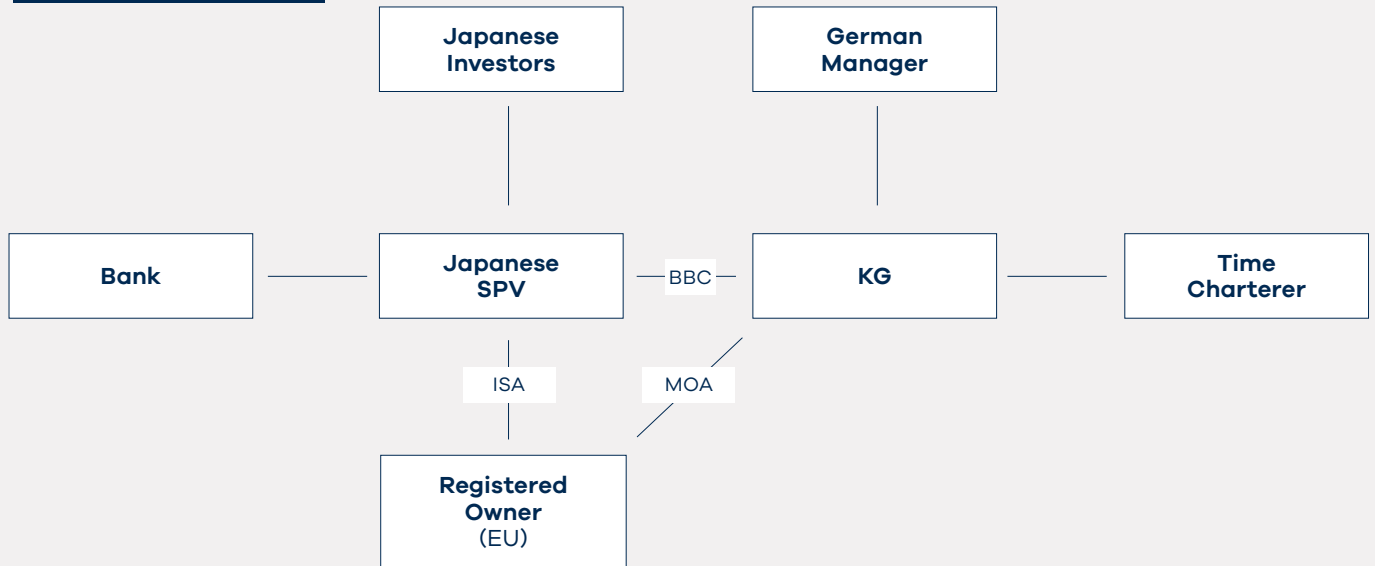 Japanese
Investors
German
Manager
Bank
Japanese
SPV
BBC
KG
Time
Charterer
ISA
MOA
Registered
Owner
(EU)